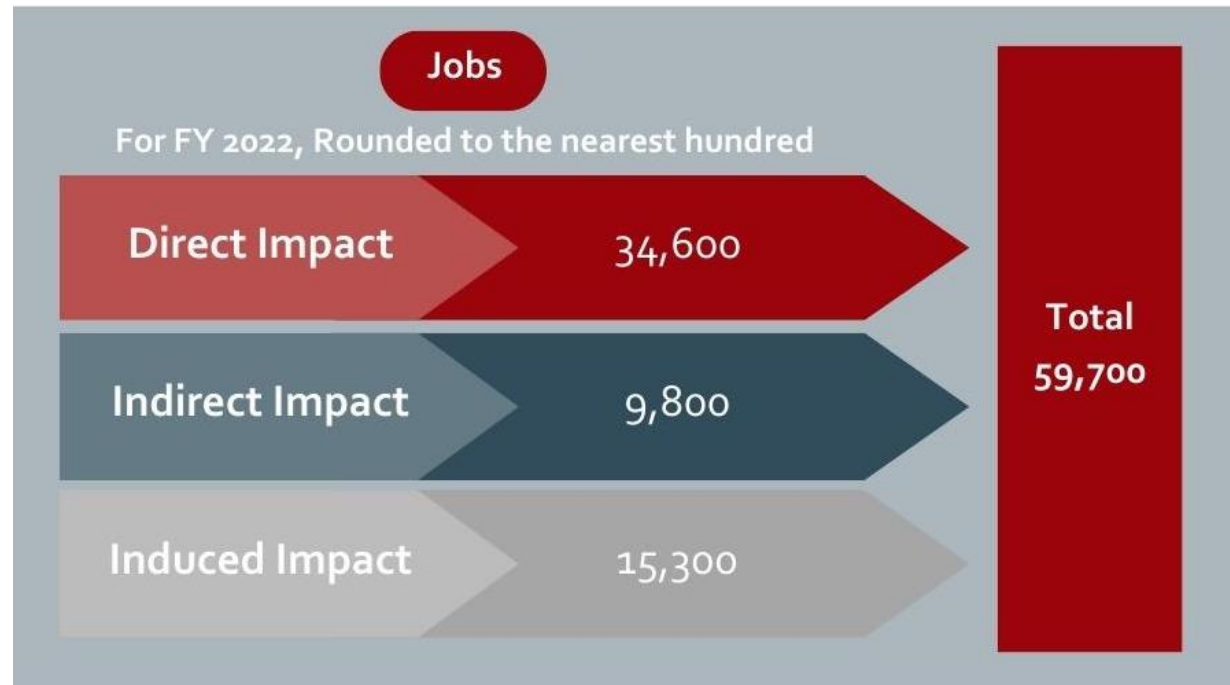 Jobs
For FY 2022, Rounded to the nearest hundred
Direct Impact
34,600
Indirect Impact
9,800
Induced Impact
15,300
Total
59,700